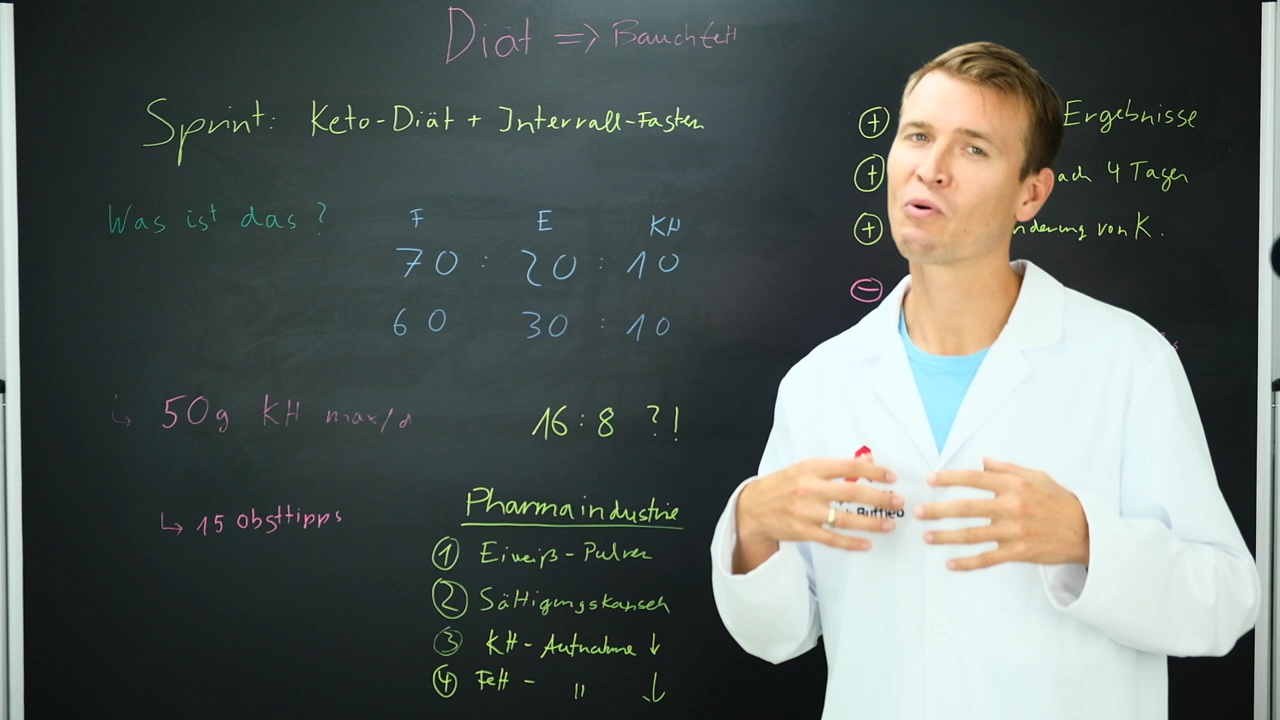 Diät => Bauchfett
Sprint: Keto-Diät + Intervall-Fasten
Was ist das?
F E KH
70 : 20 : 10
60 30 : 10
↳ 50g KH max/d
16:8 ?!
↳ 15 Obsttipps
Pharmaindustrie
① Eiweiß-Pulver
② Sättigungskapseln
③ KH-Aufnahme ↓
④ Fett - " ↓
⊕ Ergebnisse
⊕ ach 4 Tagen
⊕ nderung von K.
⊖